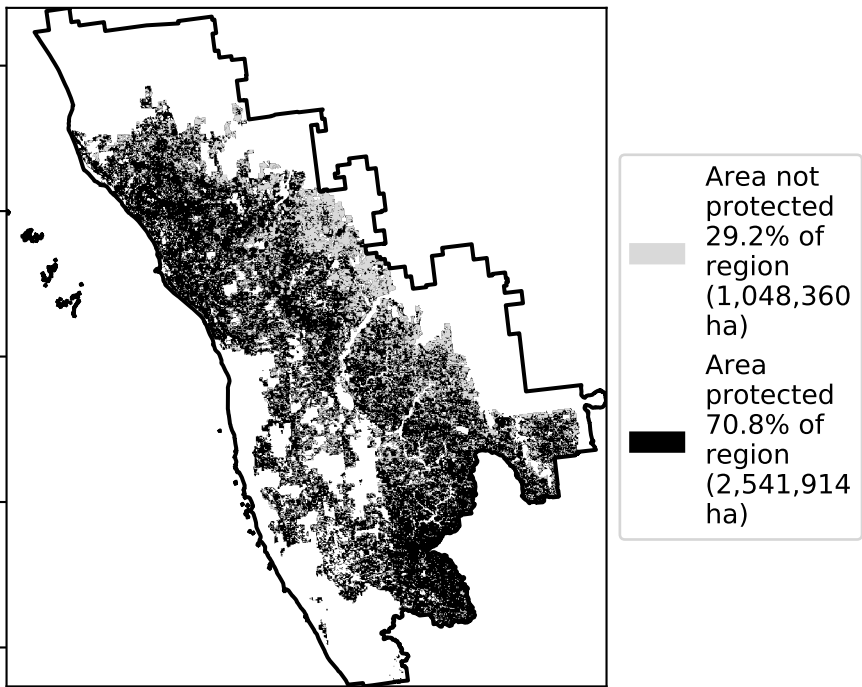 Area not
protected
29.2% of
region
(1,048,360
ha)
Area
protected
70.8% of
region
(2,541,914
ha)